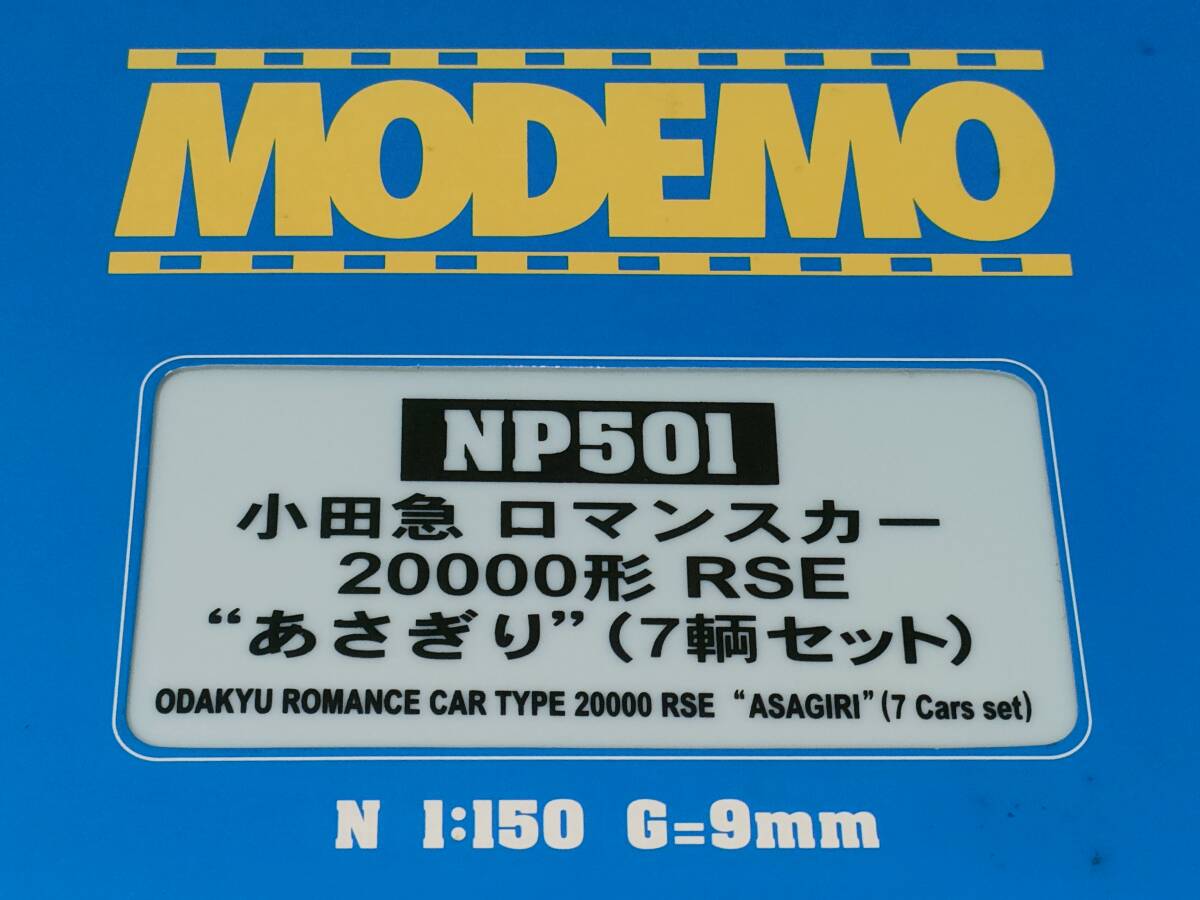 MODEMO
NP501
小田急 ロマンスカー
20000形 RSE
“あさぎり”(7輌セット)
ODAKYU ROMANCE CAR TYPE 20000 RSE “ASAGIRI”(7 Cars set)
N 1:150 G=9mm